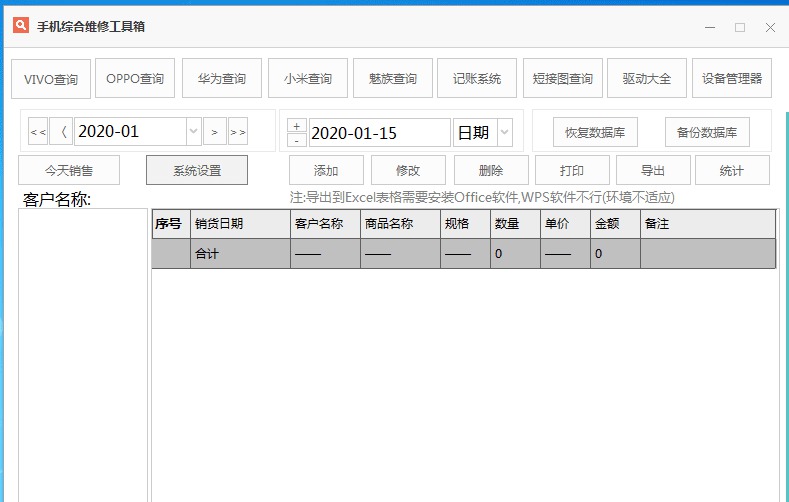 手机综合维修工具箱
VIVO查询 OPPO查询 华为查询 小米查询 魅族查询 记账系统 短接图查询 驱动大全 设备管理器
<< 〈 2020-01 > >> + - 2020-01-15 日期 恢复数据库 备份数据库
今天销售 系统设置 添加 修改 删除 打印 导出 统计
客户名称: 注:导出到Excel表格需要安装Office软件,WPS软件不行(环境不适应)
序号 销货日期 客户名称 商品名称 规格 数量 单价 金额 备注
合计 —— —— —— 0 —— 0